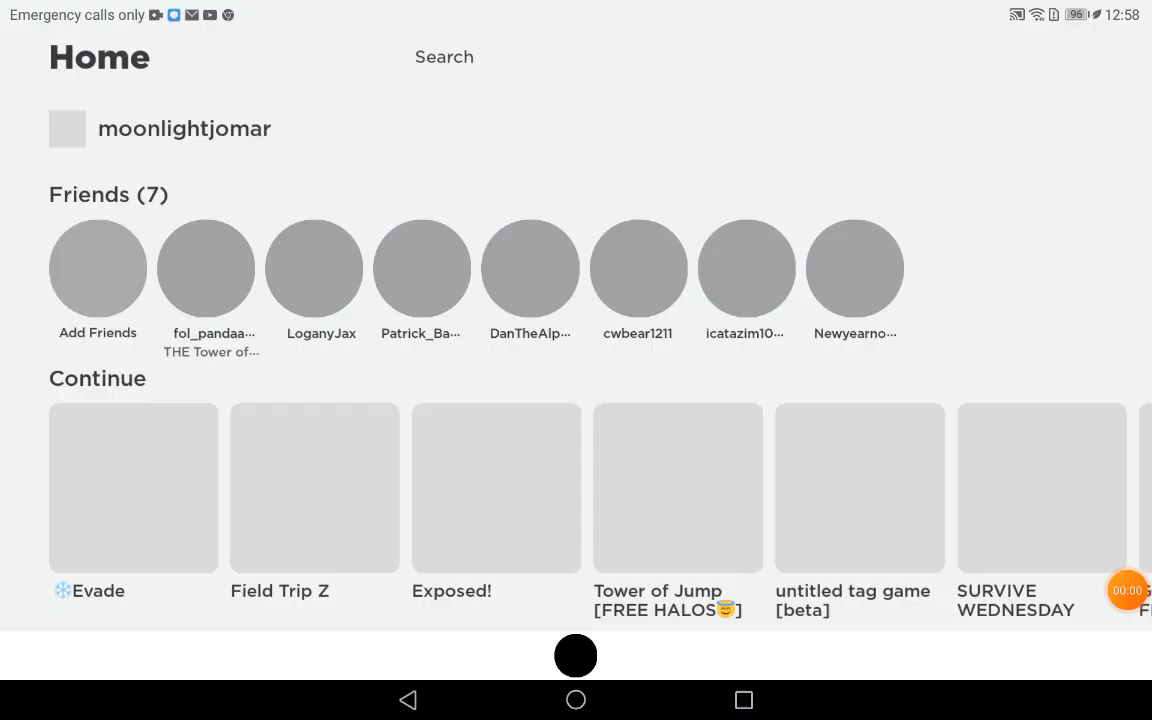 Emergency calls only 96 12:58
Home Search
moonlightjomar
Friends (7)
Add Friends fol_pandaa... LoganyJax Patrick_Ba... DanTheAlp... cwbear1211 icatazim10... Newyearno...
THE Tower of...
Continue
❄️Evade Field Trip Z Exposed! Tower of Jump untitled tag game SURVIVE 00:00
[FREE HALOS😇] [beta] WEDNESDAY